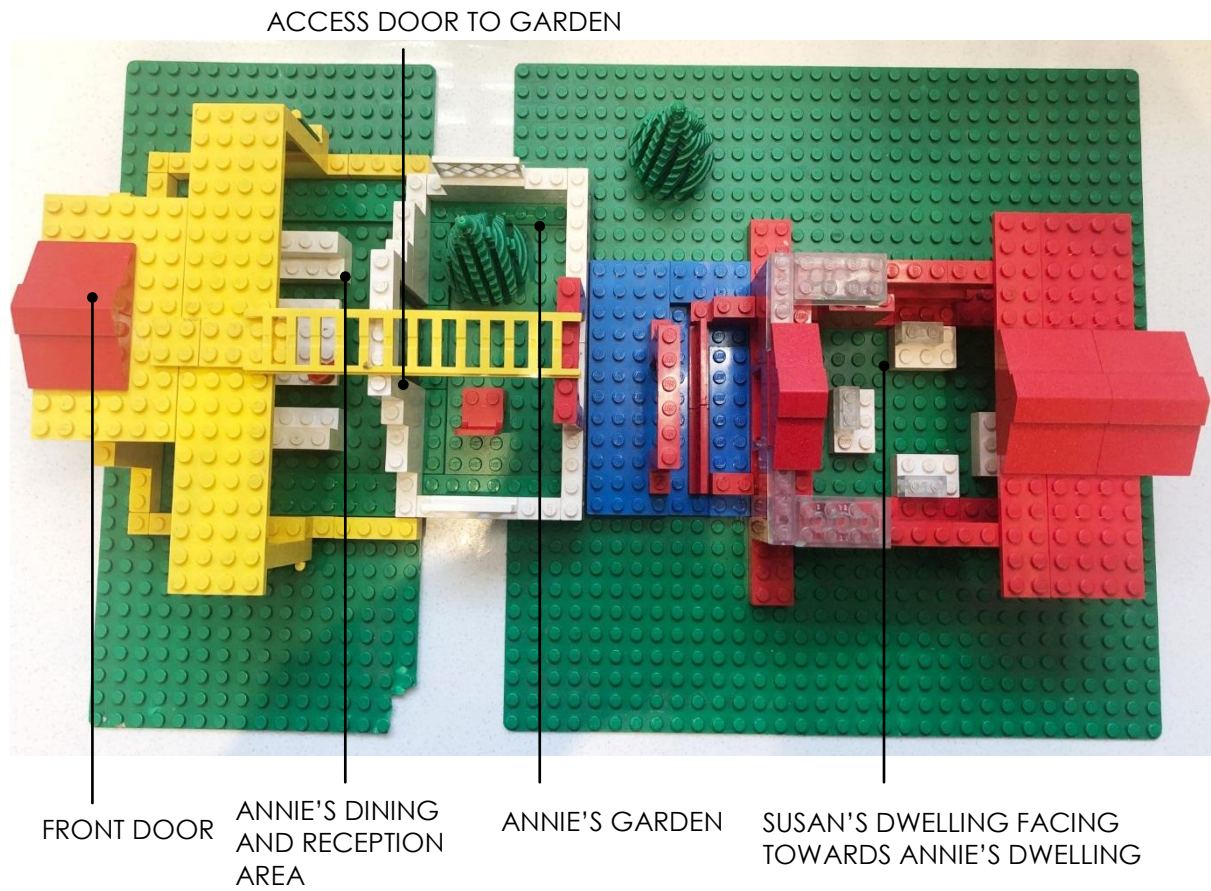 ACCESS DOOR TO GARDEN
FRONT DOOR
ANNIE'S DINING
AND RECEPTION
AREA
ANNIE'S GARDEN
SUSAN'S DWELLING FACING
TOWARDS ANNIE'S DWELLING